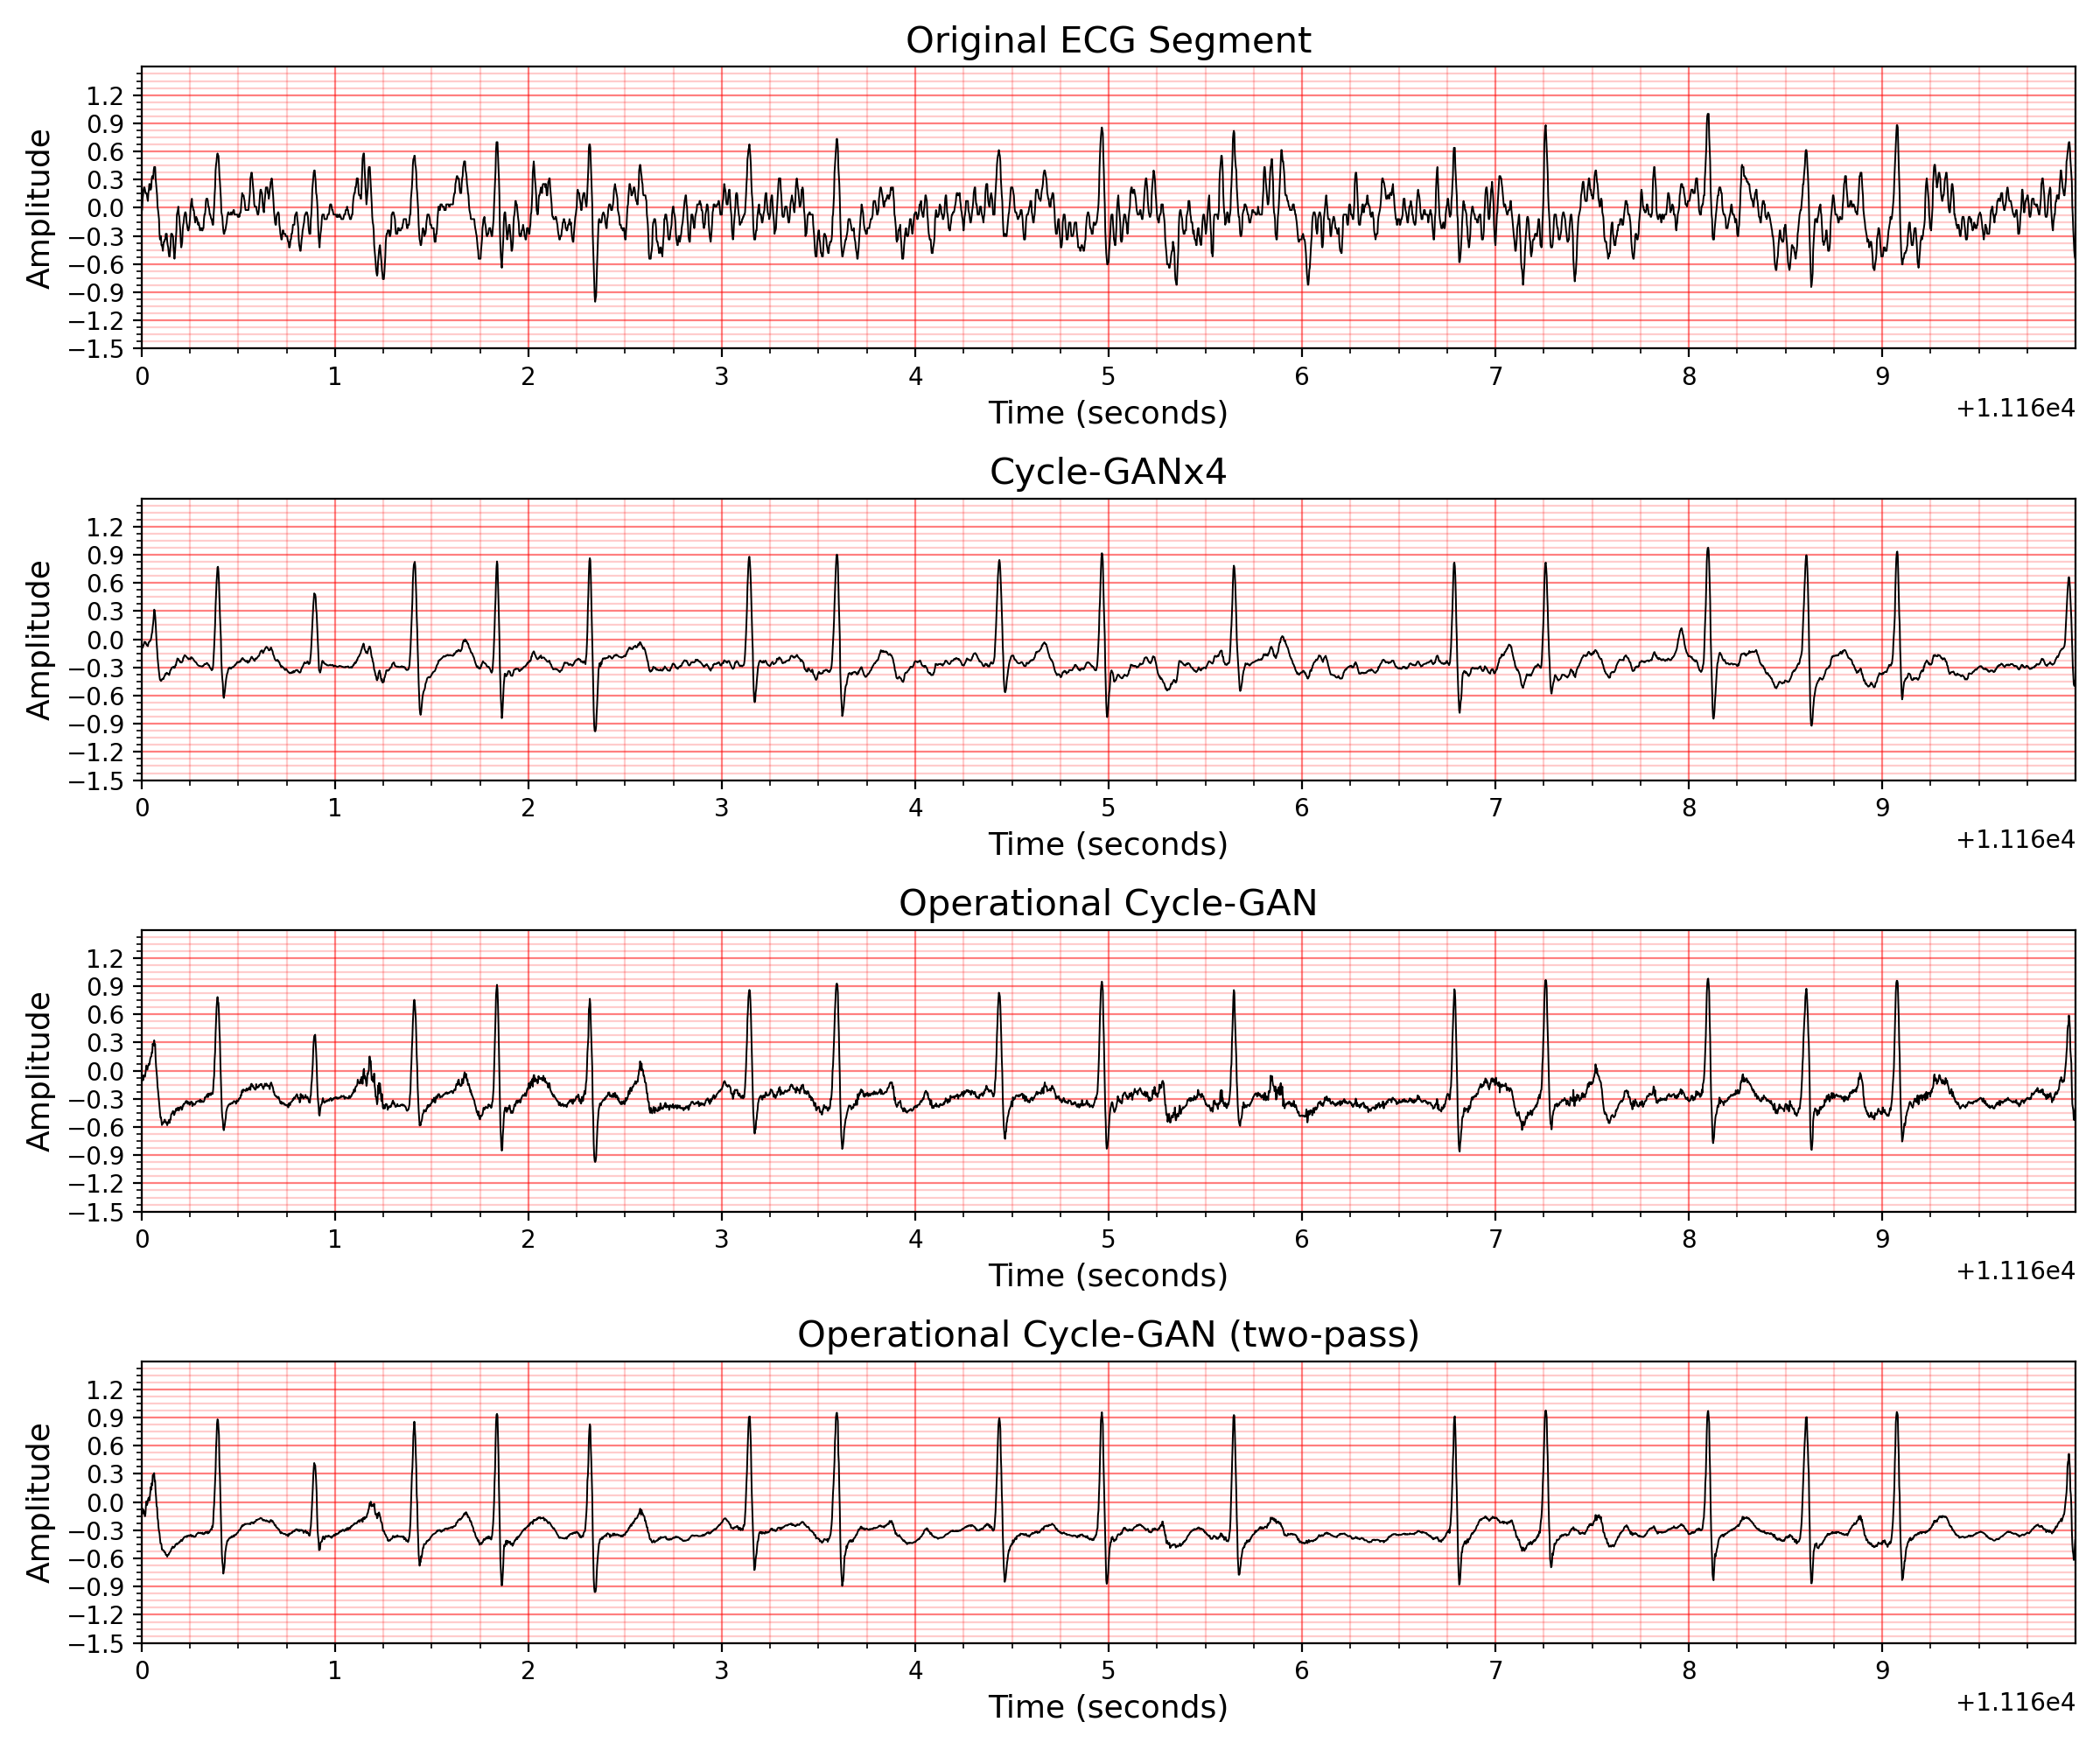 Original ECG Segment
Amplitude
1.2
0.9
0.6
0.3
0.0
−0.3
−0.6
−0.9
−1.2
−1.5
0 1 2 3 4 5 6 7 8 9
Time (seconds)
+1.116e4
Cycle-GANx4
Amplitude
1.2
0.9
0.6
0.3
0.0
−0.3
−0.6
−0.9
−1.2
−1.5
0 1 2 3 4 5 6 7 8 9
Time (seconds)
+1.116e4
Operational Cycle-GAN
Amplitude
1.2
0.9
0.6
0.3
0.0
−0.3
−0.6
−0.9
−1.2
−1.5
0 1 2 3 4 5 6 7 8 9
Time (seconds)
+1.116e4
Operational Cycle-GAN (two-pass)
Amplitude
1.2
0.9
0.6
0.3
0.0
−0.3
−0.6
−0.9
−1.2
−1.5
0 1 2 3 4 5 6 7 8 9
Time (seconds)
+1.116e4